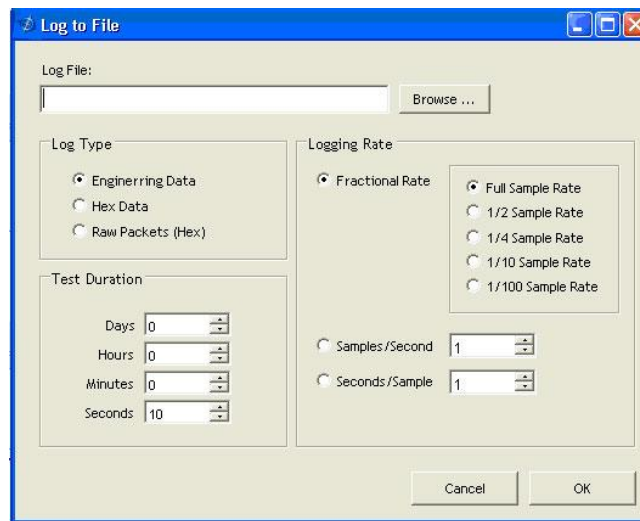 Log to File
Log File:
Browse ...
Log Type
Enginerring Data
Hex Data
Raw Packets (Hex)
Test Duration
Days 0
Hours 0
Minutes 0
Seconds 10
Logging Rate
Fractional Rate
Full Sample Rate
1/2 Sample Rate
1/4 Sample Rate
1/10 Sample Rate
1/100 Sample Rate
Samples/Second 1
Seconds/Sample 1
Cancel
OK